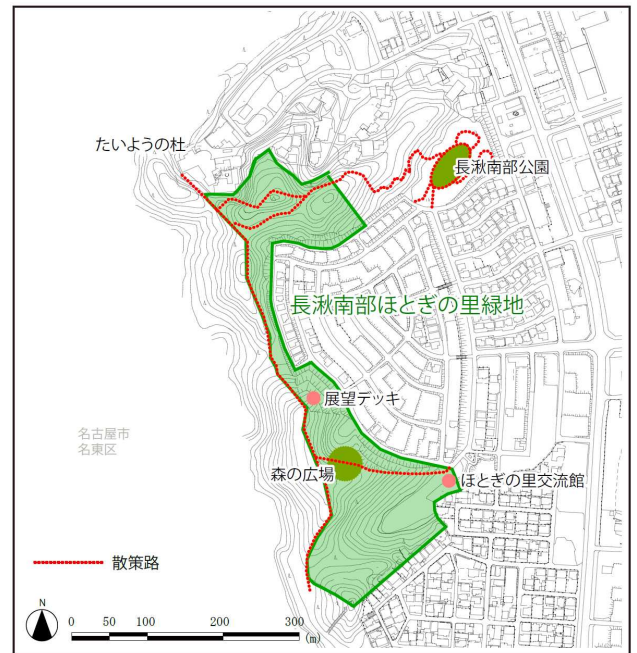 たいようの杜
長湫南部公園
長湫南部ほとぎの里緑地
展望デッキ
名古屋市
名東区
森の広場
ほとぎの里交流館
散策路
N
0 50 100 200 300
(m)